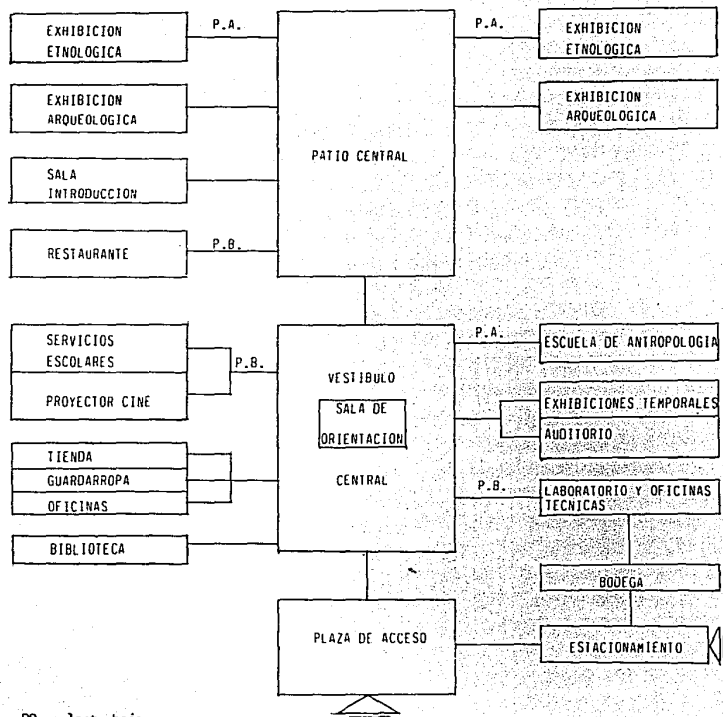 EXHIBICION
ETNOLOGICA
P.A.
EXHIBICION
ARQUEOLOGICA
SALA
INTRODUCCION
RESTAURANTE
P.B.
PATIO CENTRAL
P.A.
EXHIBICION
ETNOLOGICA
EXHIBICION
ARQUEOLOGICA
SERVICIOS
ESCOLARES
PROYECTOR CINE
P.B.
TIENDA
GUARDARROPA
OFICINAS
BIBLIOTECA
VESTIBULO
SALA DE
ORIENTACION
CENTRAL
P.A.
ESCUELA DE ANTROPOLOGIA
EXHIBICIONES TEMPORALES
AUDITORIO
P.B.
LABORATORIO Y OFICINAS
TECNICAS
BODEGA
PLAZA DE ACCESO
ESTACIONAMIENTO